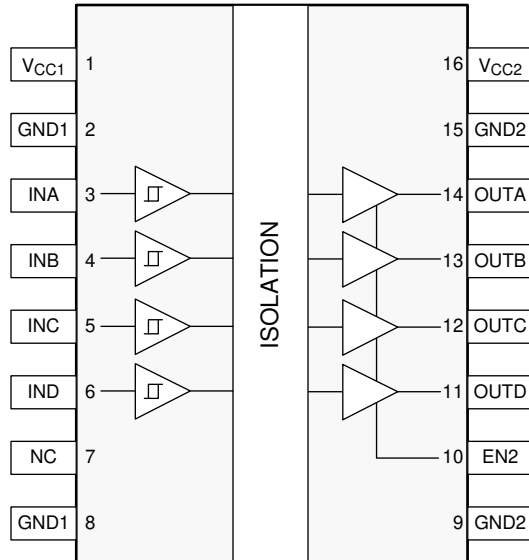 VCC1 1 16 VCC2
GND1 2 15 GND2
INA 3 14 OUTA
INB 4 13 OUTB
INC 5 12 OUTC
IND 6 11 OUTD
NC 7 10 EN2
GND1 8 9 GND2
ISOLATION